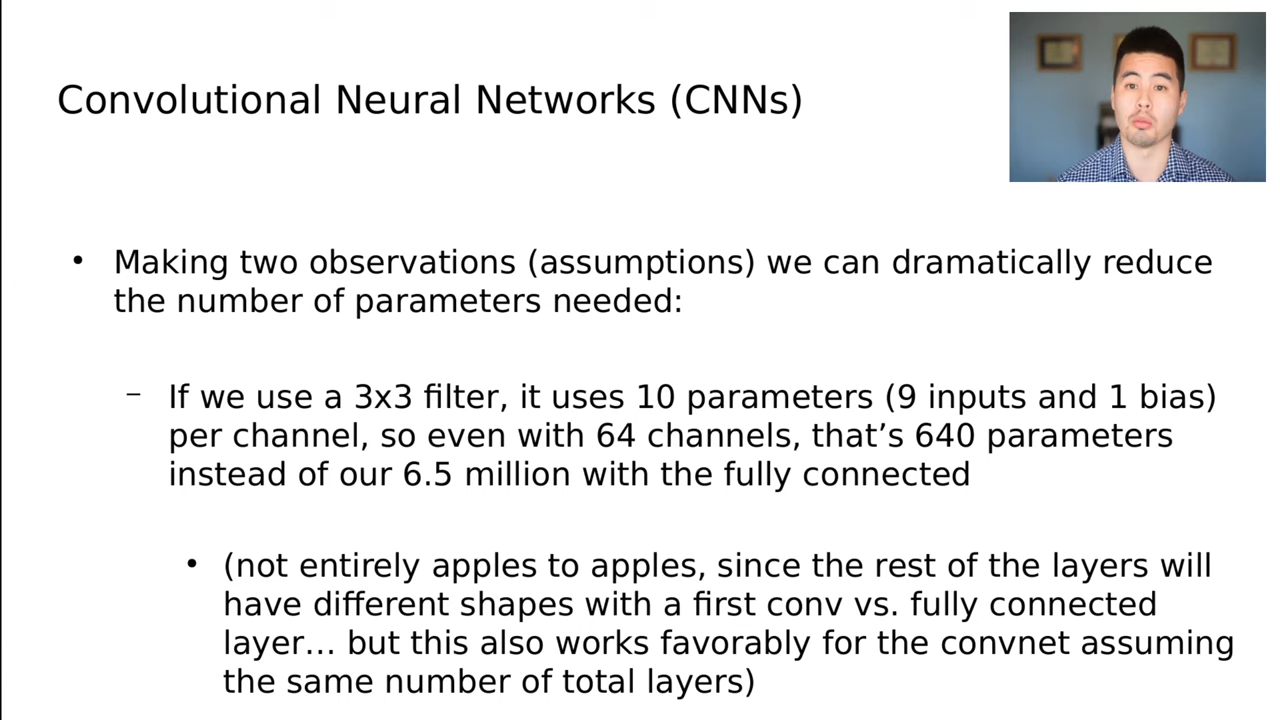 Convolutional Neural Networks (CNNs)
• Making two observations (assumptions) we can dramatically reduce
the number of parameters needed:
– If we use a 3x3 filter, it uses 10 parameters (9 inputs and 1 bias)
per channel, so even with 64 channels, that’s 640 parameters
instead of our 6.5 million with the fully connected
• (not entirely apples to apples, since the rest of the layers will
have different shapes with a first conv vs. fully connected
layer… but this also works favorably for the convnet assuming
the same number of total layers)